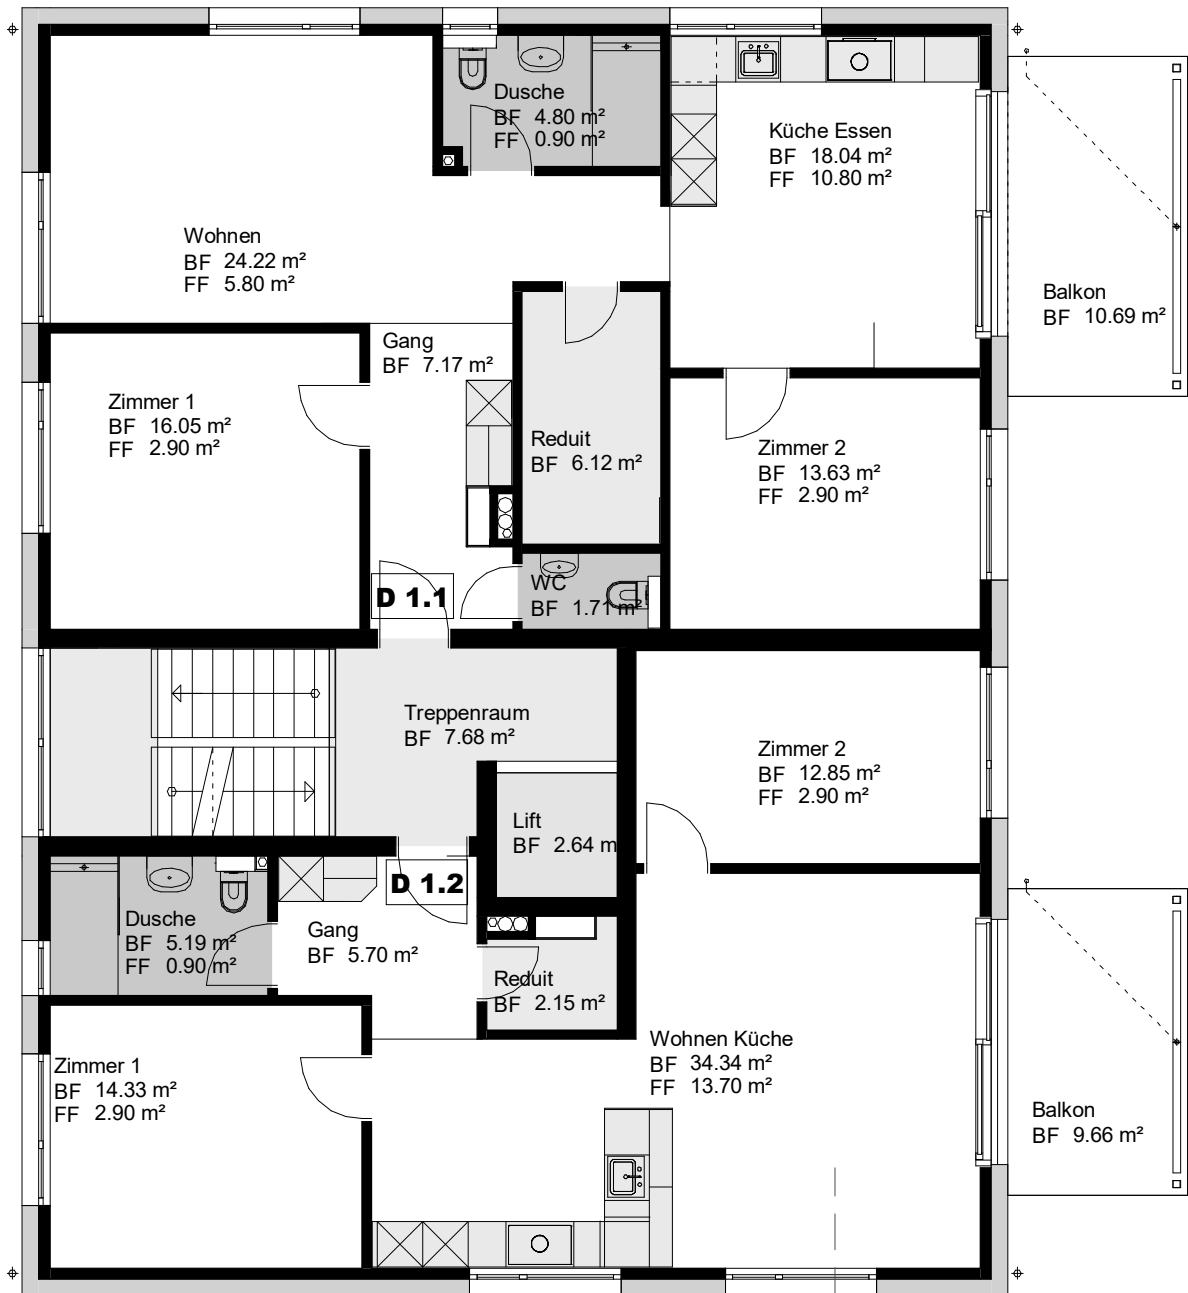 Dusche
BF 4.80 m²
FF 0.90 m²
Küche Essen
BF 18.04 m²
FF 10.80 m²
Wohnen
BF 24.22 m²
FF 5.80 m²
Balkon
BF 10.69 m²
Gang
BF 7.17 m²
Zimmer 1
BF 16.05 m²
FF 2.90 m²
Reduit
BF 6.12 m²
Zimmer 2
BF 13.63 m²
FF 2.90 m²
WC
BF 1.71 m²
D 1.1
Treppenraum
BF 7.68 m²
Zimmer 2
BF 12.85 m²
FF 2.90 m²
Lift
BF 2.64 m
D 1.2
Dusche
BF 5.19 m²
FF 0.90 m²
Gang
BF 5.70 m²
Reduit
BF 2.15 m²
Wohnen Küche
BF 34.34 m²
FF 13.70 m²
Zimmer 1
BF 14.33 m²
FF 2.90 m²
Balkon
BF 9.66 m²